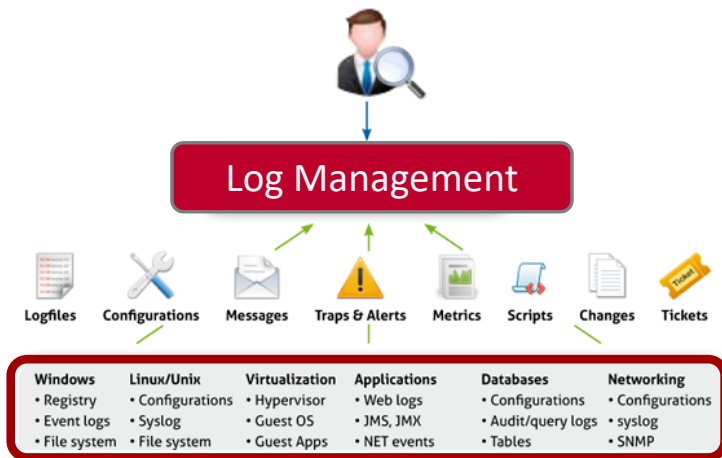 Log Management
Logfiles Configurations Messages Traps & Alerts Metrics Scripts Changes Tickets
Ticket
Windows Linux/Unix Virtualization Applications Databases Networking
• Registry • Configurations • Hypervisor • Web logs • Configurations • Configurations
• Event logs • Syslog • Guest OS • JMS, JMX • Audit/query logs • syslog
• File system • File system • Guest Apps • NET events • Tables • SNMP